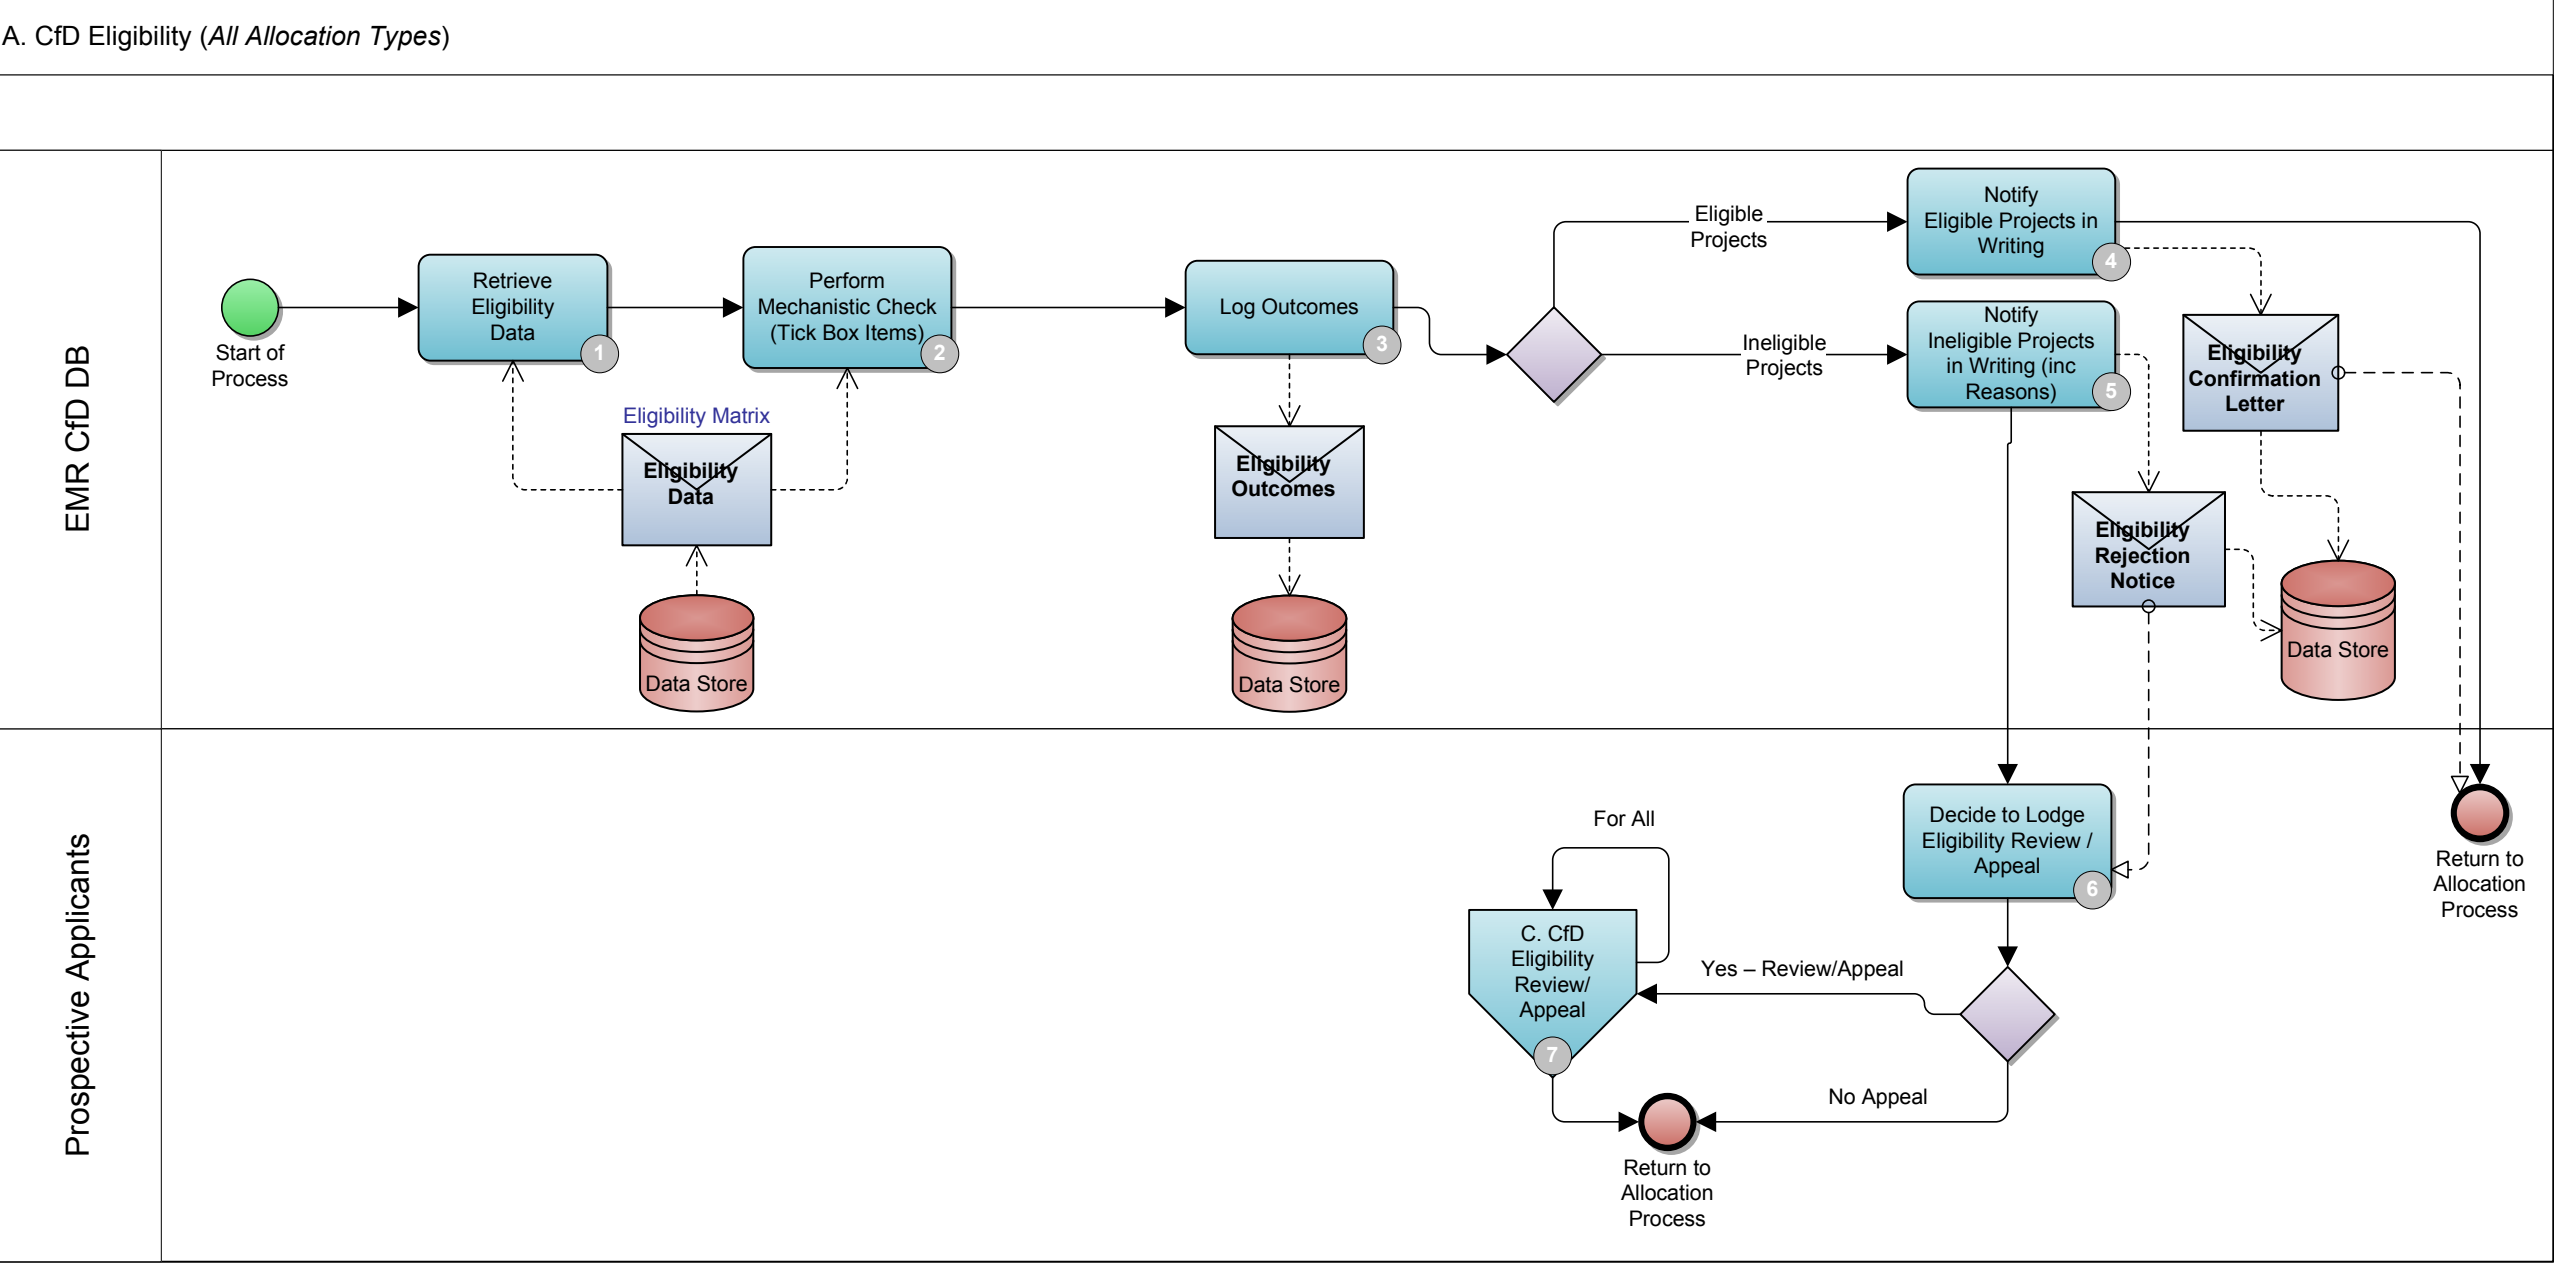 A. CfD Eligibility (All Allocation Types)
EMR CfD DB
Start of
Process
Retrieve
Eligibility
Data
1
Perform
Mechanistic Check
(Tick Box Items)
2
Eligibility Matrix
Eligibility
Data
Data Store
Log Outcomes
3
Eligibility
Outcomes
Data Store
Eligible
Projects
Ineligible
Projects
Notify
Eligible Projects in
Writing
4
Notify
Ineligible Projects
in Writing (inc
Reasons)
5
Eligibility
Confirmation
Letter
Eligibility
Rejection
Notice
Data Store
Prospective Applicants
Decide to Lodge
Eligibility Review /
Appeal
6
For All
C. CfD
Eligibility
Review/
Appeal
7
Yes – Review/Appeal
No Appeal
Return to
Allocation
Process
Return to
Allocation
Process